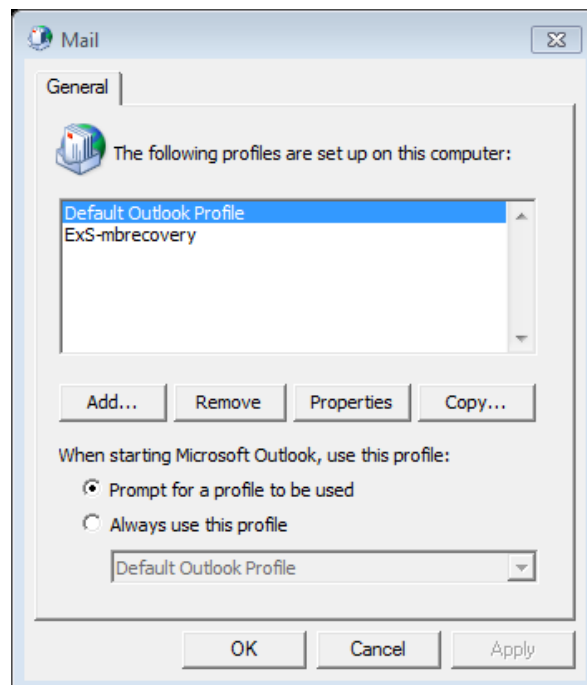 Mail
General
The following profiles are set up on this computer:
Default Outlook Profile
ExS-mbrecovery
Add... Remove Properties Copy...
When starting Microsoft Outlook, use this profile:
Prompt for a profile to be used
Always use this profile
Default Outlook Profile
OK Cancel Apply